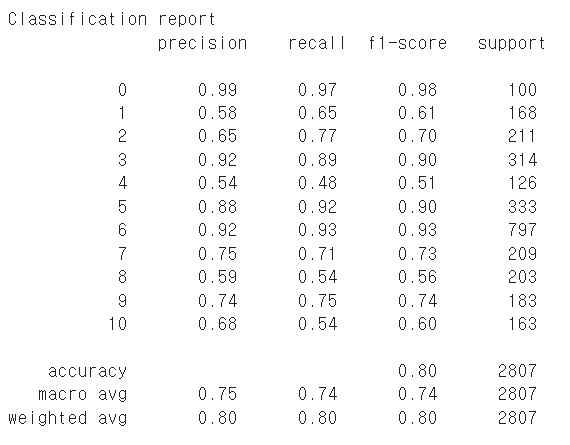 Classification report
precision recall f1-score support
0 0.99 0.97 0.98 100
1 0.58 0.65 0.61 168
2 0.65 0.77 0.70 211
3 0.92 0.89 0.90 314
4 0.54 0.48 0.51 126
5 0.88 0.92 0.90 333
6 0.92 0.93 0.93 797
7 0.75 0.71 0.73 209
8 0.59 0.54 0.56 203
9 0.74 0.75 0.74 183
10 0.68 0.54 0.60 163
accuracy 0.80 2807
macro avg 0.75 0.74 0.74 2807
weighted avg 0.80 0.80 0.80 2807